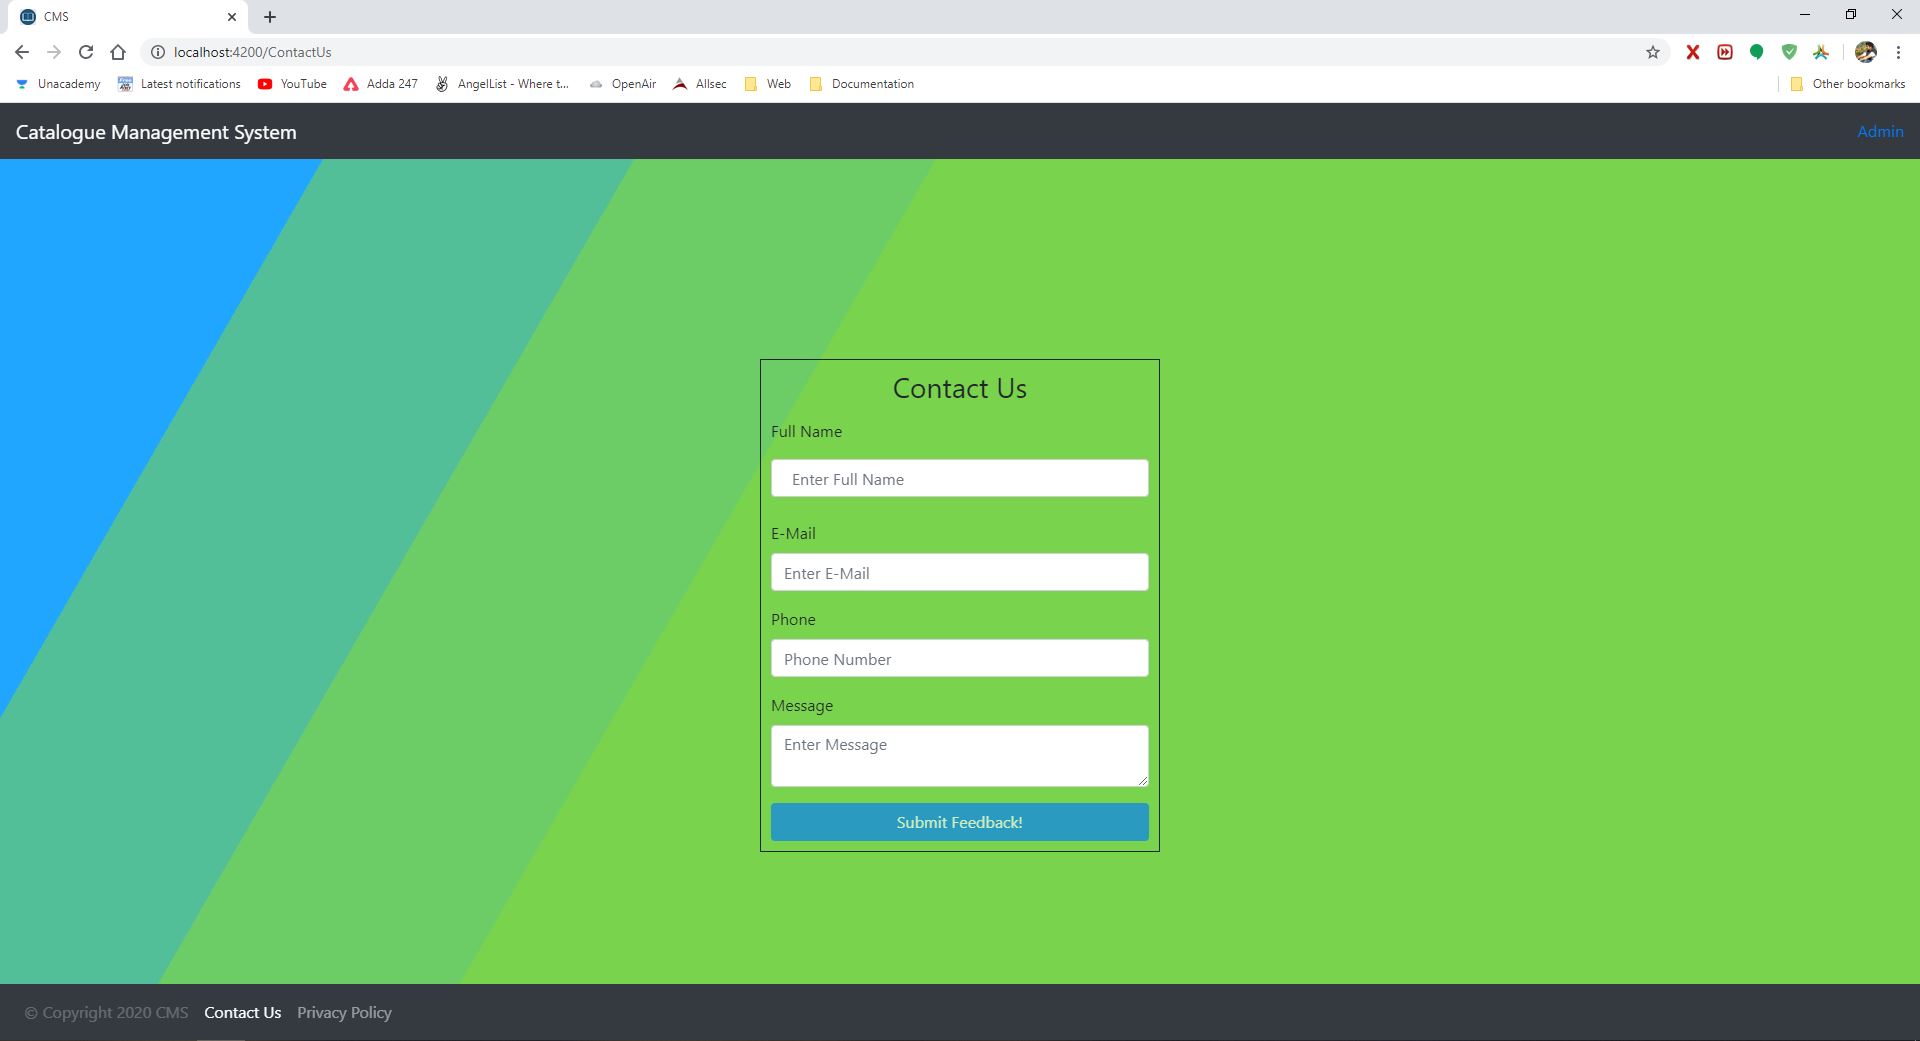 CMS
localhost:4200/ContactUs
Unacademy Latest notifications YouTube Adda 247 AngelList - Where t... OpenAir Allsec Web Documentation Other bookmarks
Catalogue Management System Admin
Contact Us
Full Name
Enter Full Name
E-Mail
Enter E-Mail
Phone
Phone Number
Message
Enter Message
Submit Feedback!
© Copyright 2020 CMS Contact Us Privacy Policy